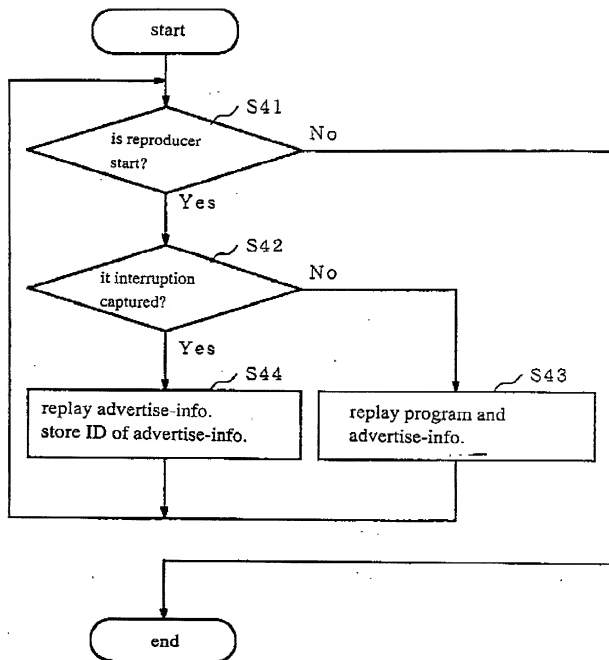 start
S41
is reproducer
start?
No
Yes
S42
it interruption
captured?
No
Yes
S44
replay advertise-info.
store ID of advertise-info.
S43
replay program and
advertise-info.
end